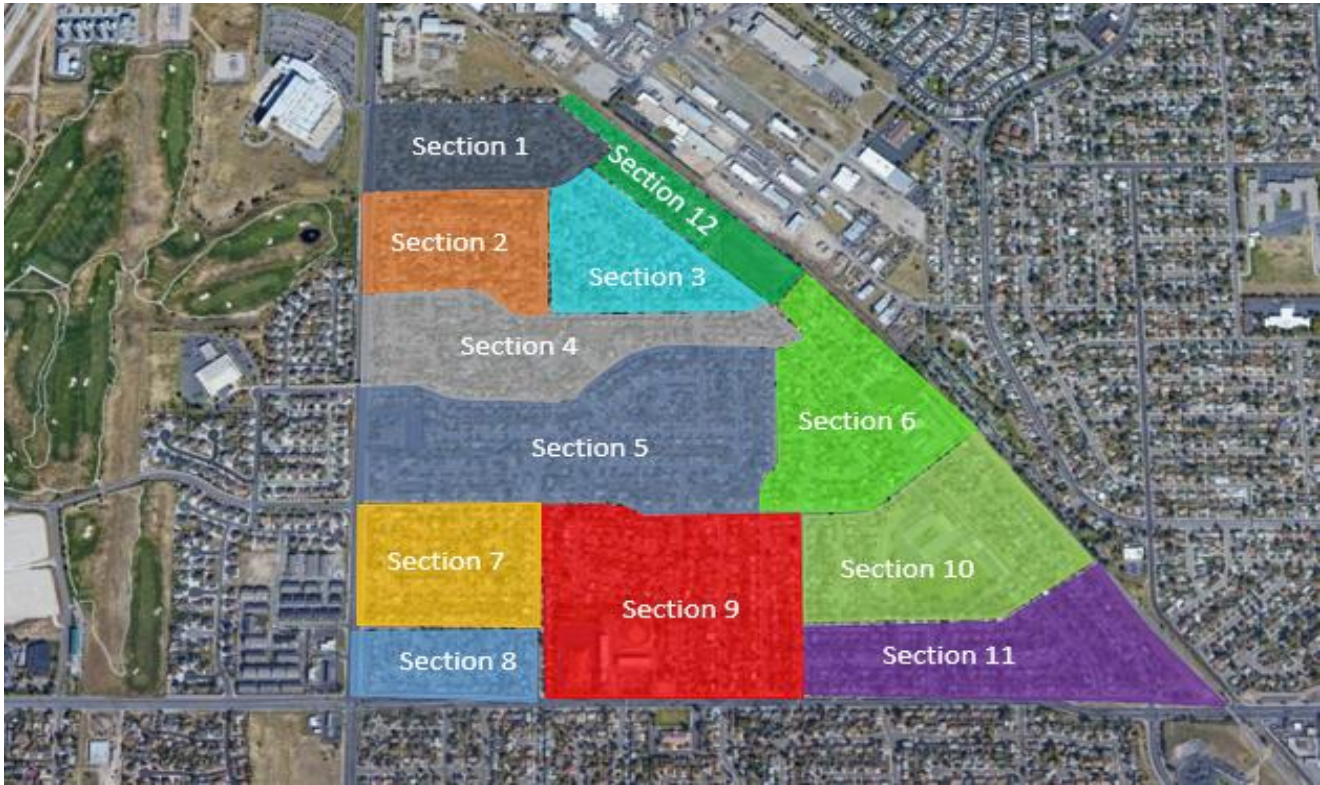 Section 1
Section 12
Section 2
Section 3
Section 4
Section 5
Section 6
Section 7
Section 10
Section 9
Section 8
Section 11